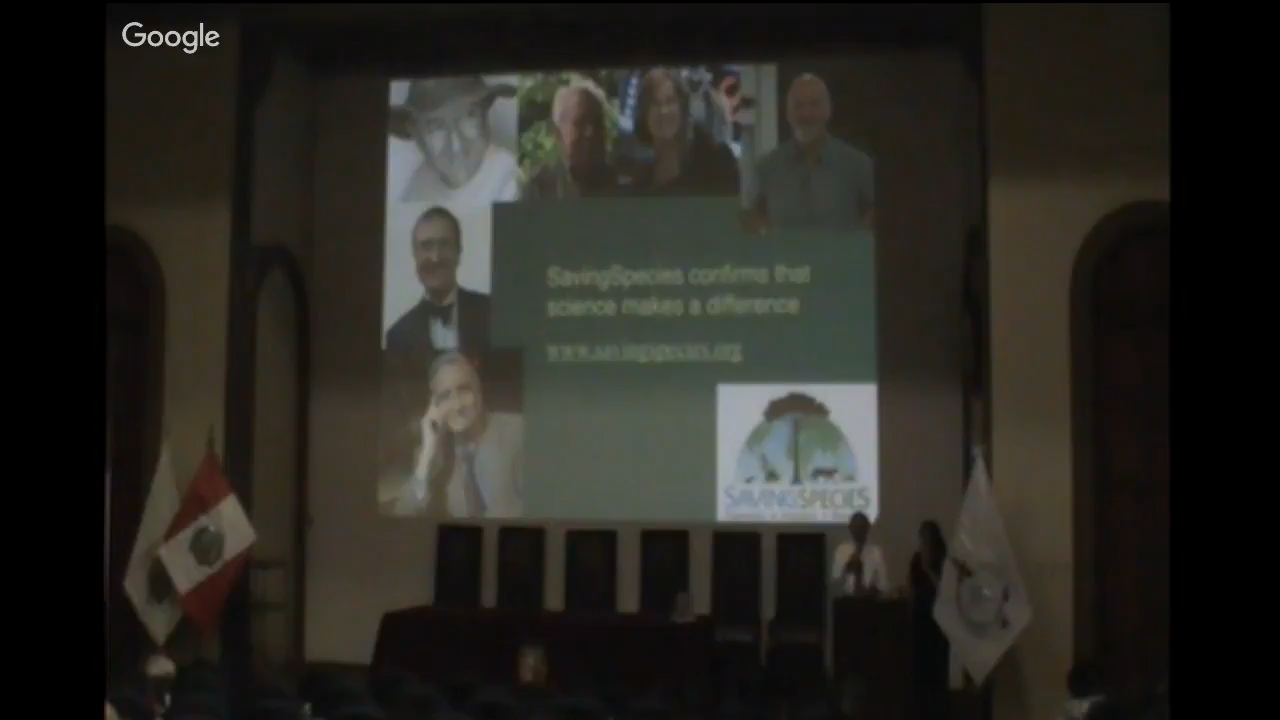 Google
SavingSpecies confirms that
science makes a difference
www.savingspecies.org
SAVINGSPECIES